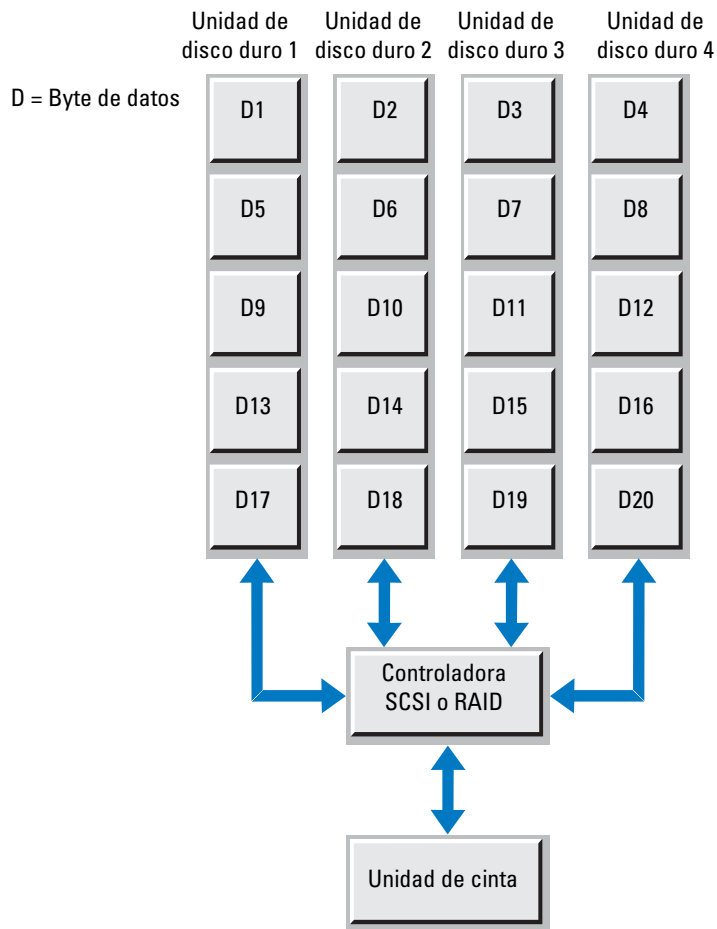 Unidad de
disco duro 1
Unidad de
disco duro 2
Unidad de
disco duro 3
Unidad de
disco duro 4
D = Byte de datos
D1
D2
D3
D4
D5
D6
D7
D8
D9
D10
D11
D12
D13
D14
D15
D16
D17
D18
D19
D20
Controladora
SCSI o RAID
Unidad de cinta